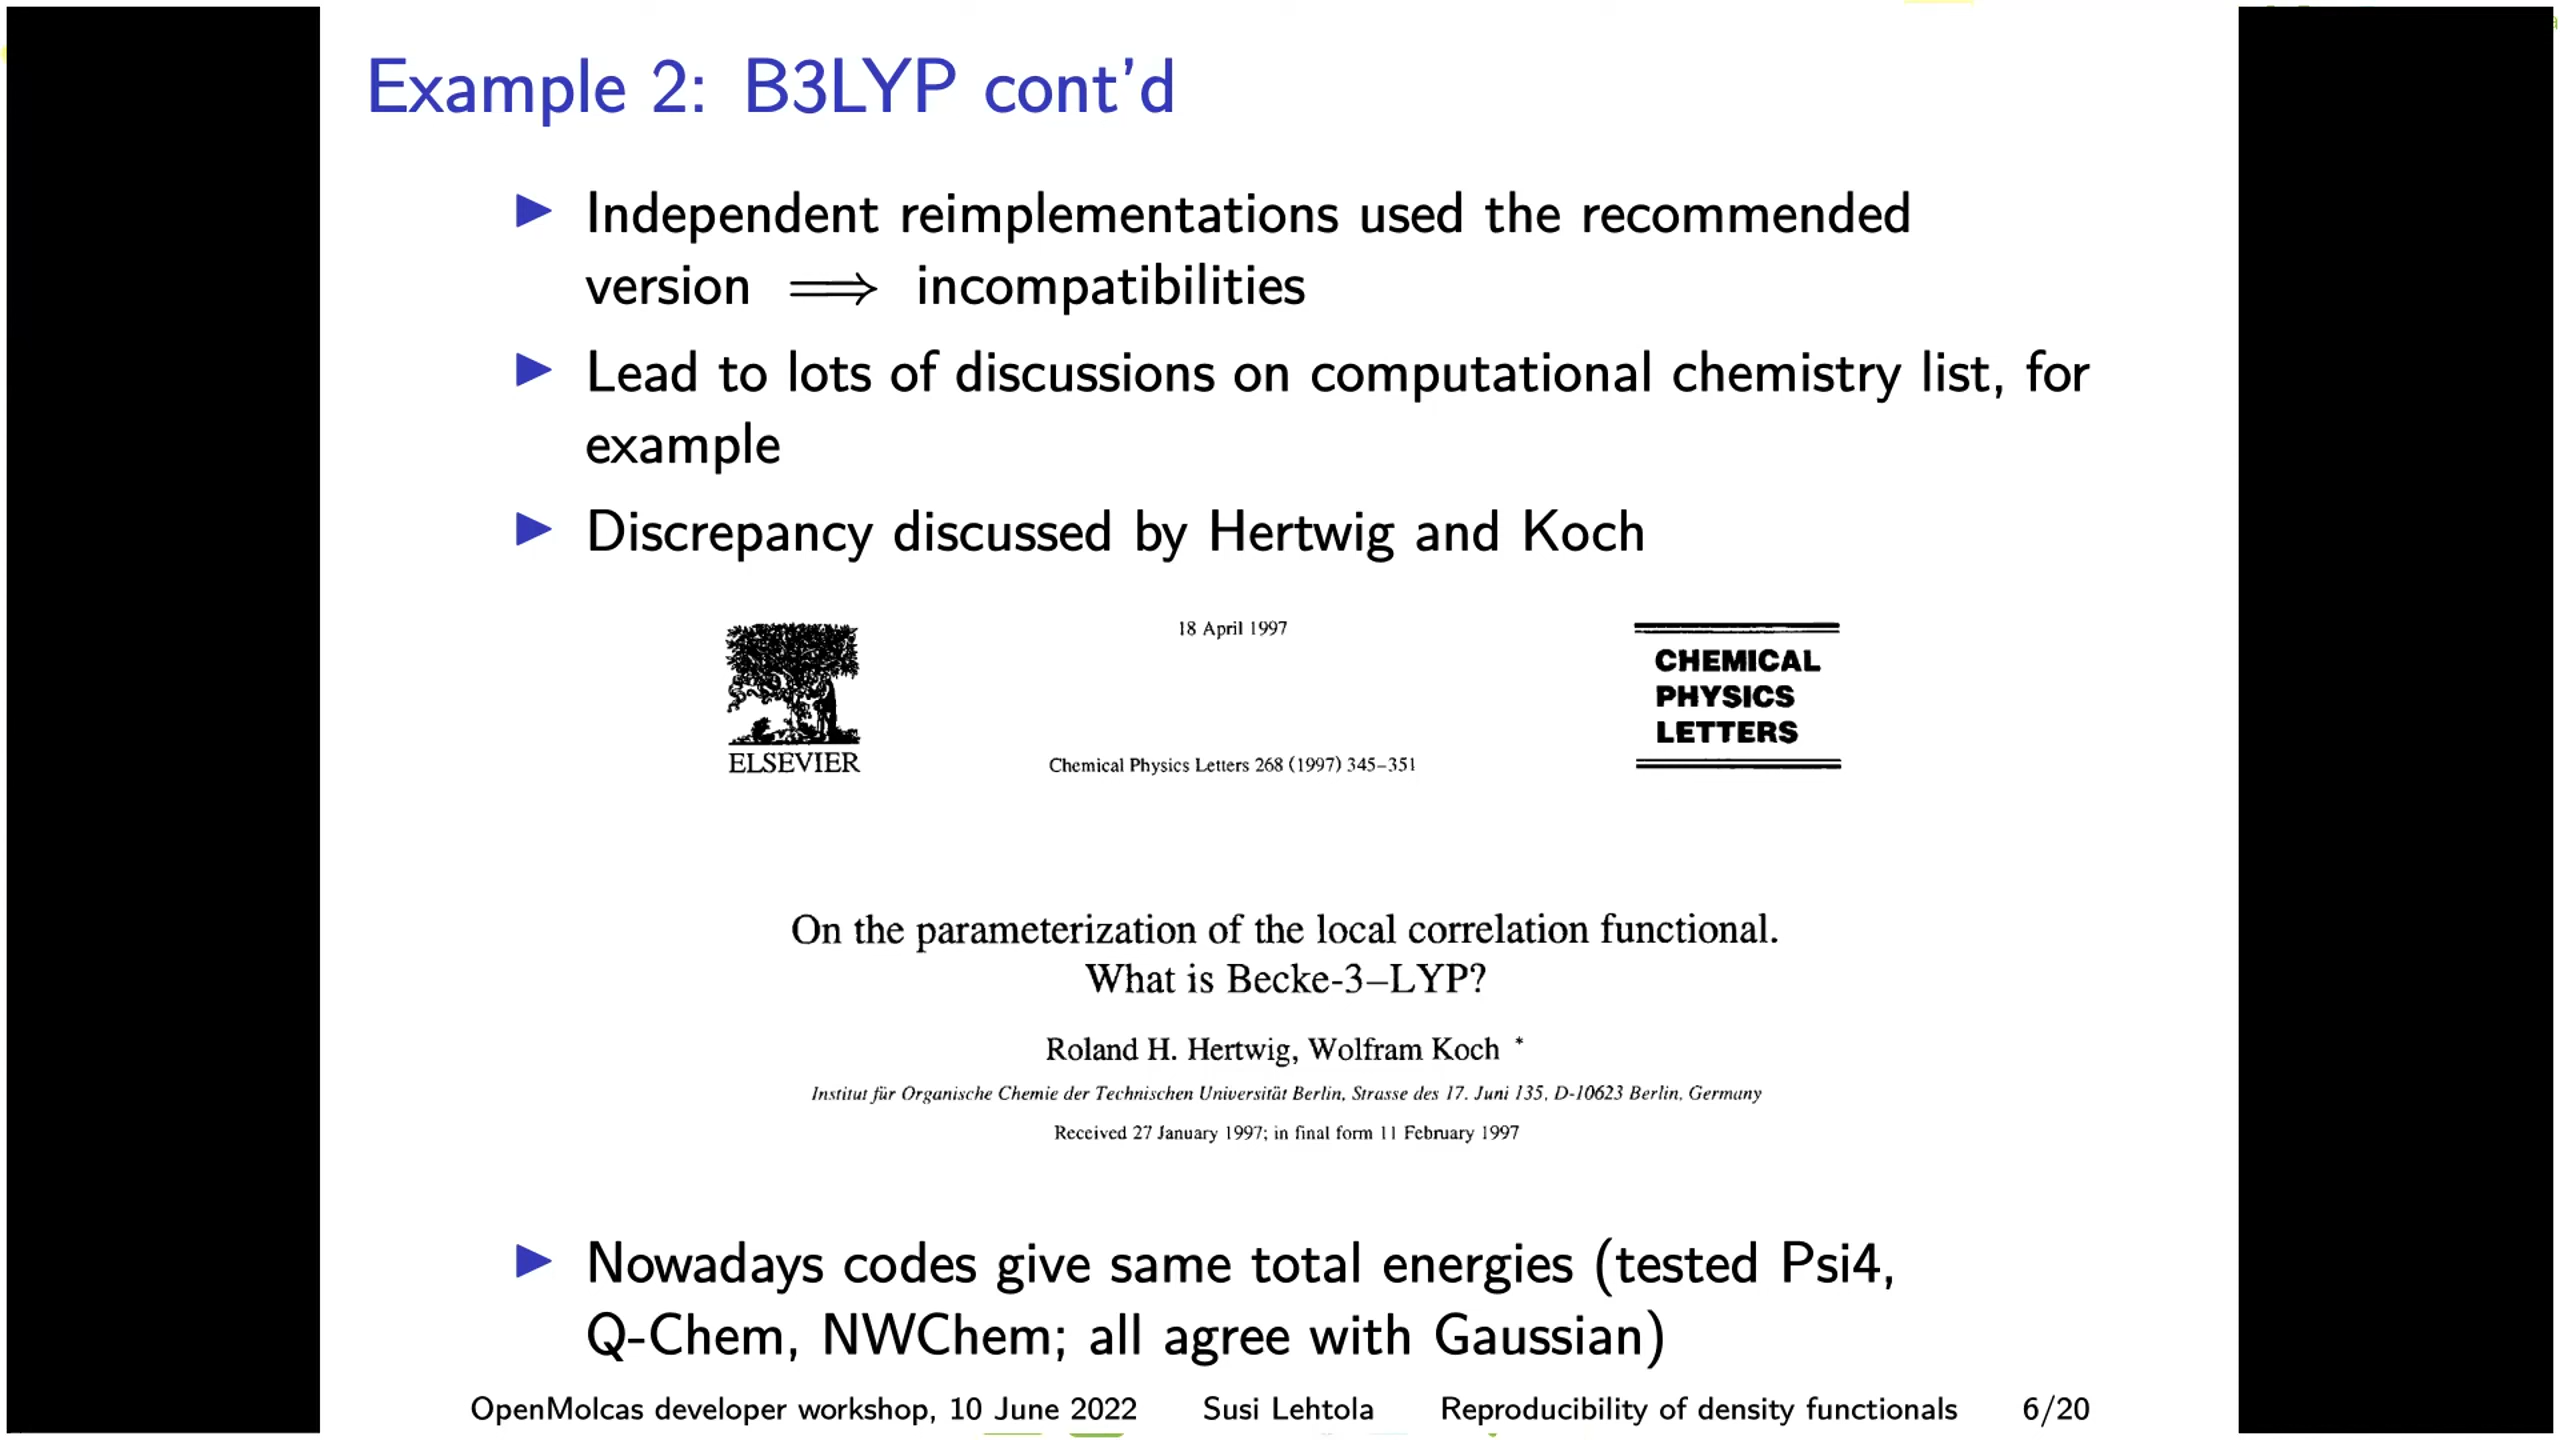 Example 2: B3LYP cont'd
▶ Independent reimplementations used the recommended
version ⟹ incompatibilities
▶ Lead to lots of discussions on computational chemistry list, for
example
▶ Discrepancy discussed by Hertwig and Koch
18 April 1997
CHEMICAL
PHYSICS
LETTERS
ELSEVIER
Chemical Physics Letters 268 (1997) 345–351
On the parameterization of the local correlation functional.
What is Becke-3–LYP?
Roland H. Hertwig, Wolfram Koch *
Institut für Organische Chemie der Technischen Universität Berlin, Strasse des 17. Juni 135, D-10623 Berlin, Germany
Received 27 January 1997; in final form 11 February 1997
▶ Nowadays codes give same total energies (tested Psi4,
Q-Chem, NWChem; all agree with Gaussian)
OpenMolcas developer workshop, 10 June 2022 Susi Lehtola Reproducibility of density functionals 6/20